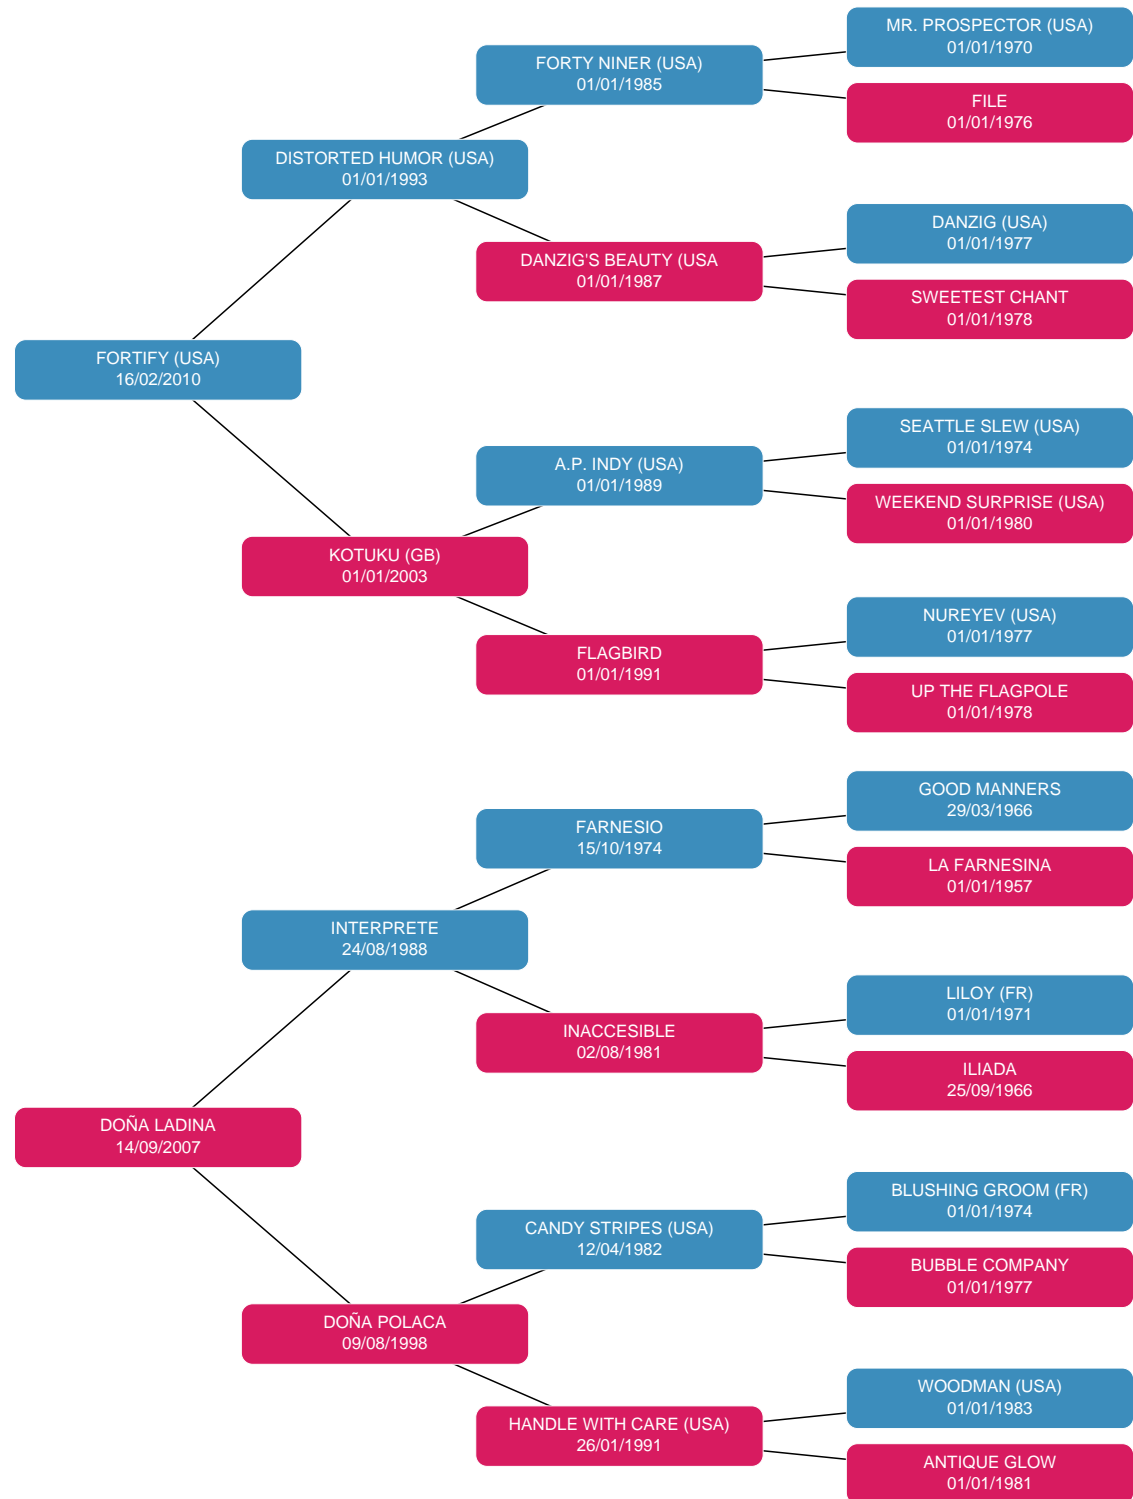 MR. PROSPECTOR (USA)
01/01/1970
FORTY NINER (USA)
01/01/1985
FILE
01/01/1976
DISTORTED HUMOR (USA)
01/01/1993
DANZIG (USA)
01/01/1977
DANZIG'S BEAUTY (USA
01/01/1987
SWEETEST CHANT
01/01/1978
FORTIFY (USA)
16/02/2010
SEATTLE SLEW (USA)
01/01/1974
A.P. INDY (USA)
01/01/1989
WEEKEND SURPRISE (USA)
01/01/1980
KOTUKU (GB)
01/01/2003
NUREYEV (USA)
01/01/1977
FLAGBIRD
01/01/1991
UP THE FLAGPOLE
01/01/1978
GOOD MANNERS
29/03/1966
FARNESIO
15/10/1974
LA FARNESINA
01/01/1957
INTERPRETE
24/08/1988
LILOY (FR)
01/01/1971
INACCESIBLE
02/08/1981
ILIADA
25/09/1966
DOÑA LADINA
14/09/2007
BLUSHING GROOM (FR)
01/01/1974
CANDY STRIPES (USA)
12/04/1982
BUBBLE COMPANY
01/01/1977
DOÑA POLACA
09/08/1998
WOODMAN (USA)
01/01/1983
HANDLE WITH CARE (USA)
26/01/1991
ANTIQUE GLOW
01/01/1981